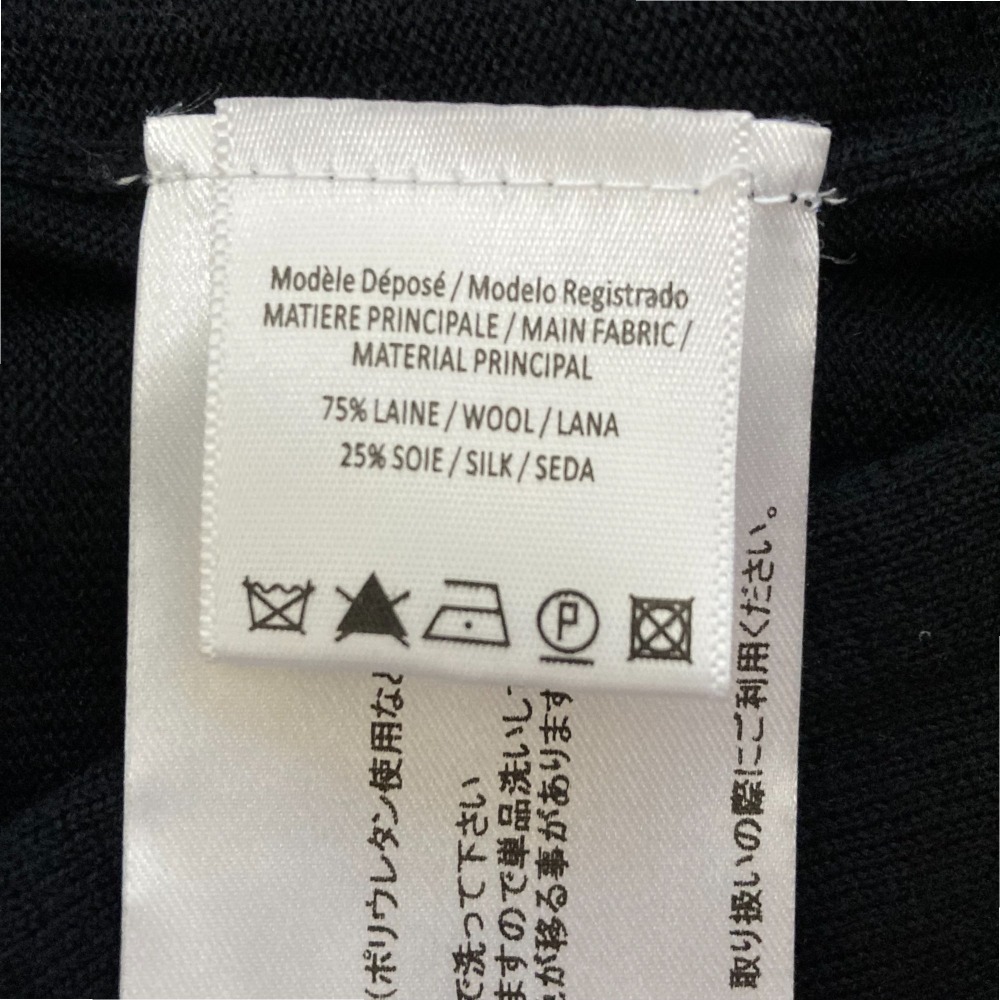 Modèle Déposé / Modelo Registrado
MATIERE PRINCIPALE / MAIN FABRIC /
MATERIAL PRINCIPAL
75% LAINE / WOOL / LANA
25% SOIE / SILK / SEDA
P
取り扱いの際にご利用ください。
が移る事があります
ますので単品洗いし
で洗って下さい
(ポリウレタン使用など